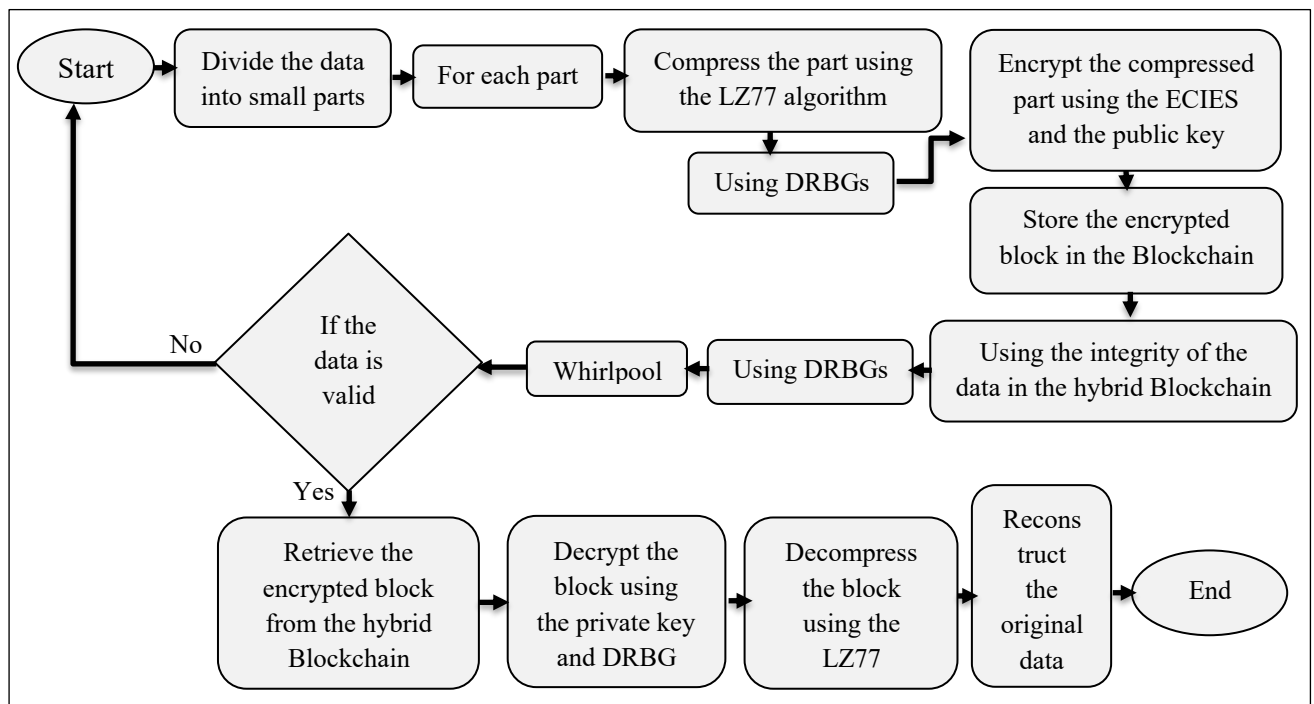 Start
Divide the data
into small parts
For each part
Compress the part using
the LZ77 algorithm
Using DRBGs
Encrypt the compressed
part using the ECIES
and the public key
Store the encrypted
block in the Blockchain
Using the integrity of the
data in the hybrid Blockchain
Using DRBGs
Whirlpool
If the
data is
valid
No
Yes
Retrieve the
encrypted block
from the hybrid
Blockchain
Decrypt the
block using
the private key
and DRBG
Decompress
the block
using the
LZ77
Recons
truct
the
original
data
End